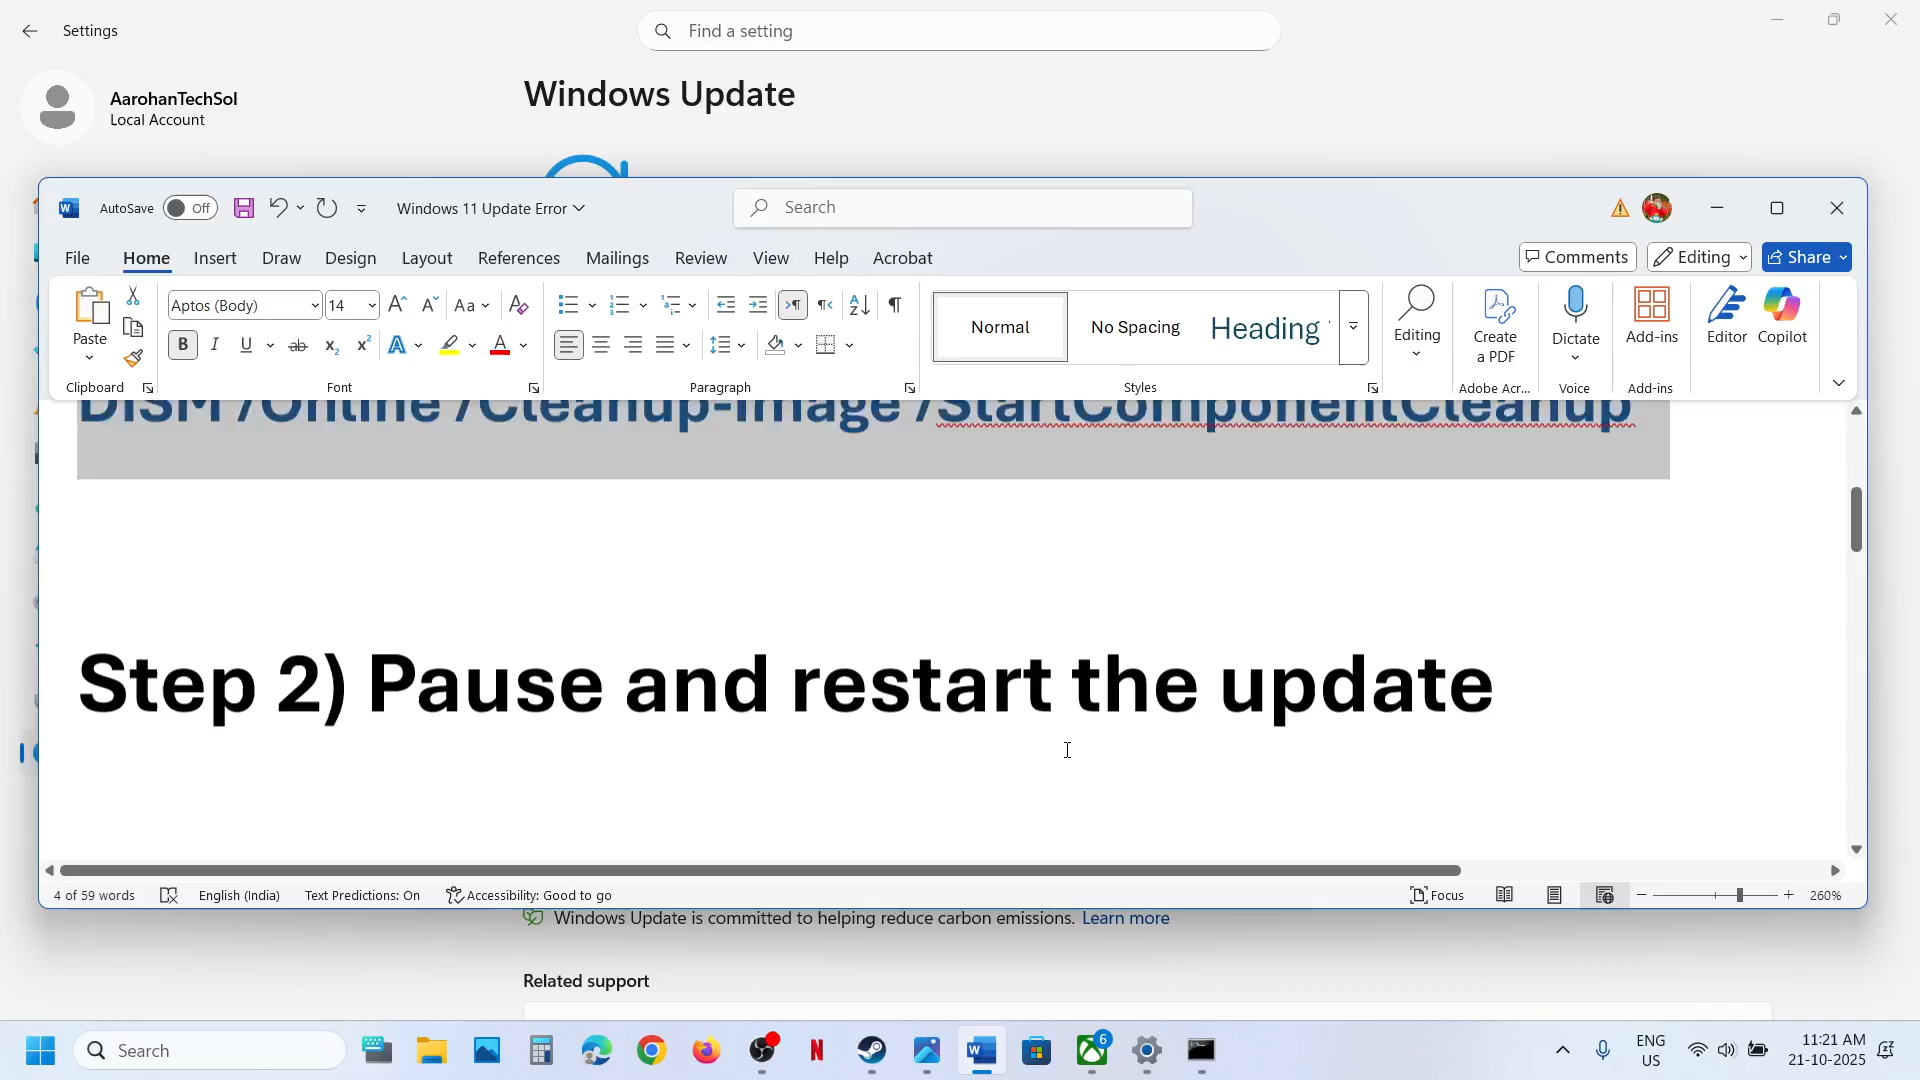 Settings
Find a setting
AarohanTechSol
Local Account
Windows Update
AutoSave Off
Windows 11 Update Error
Search
File Home Insert Draw Design Layout References Mailings Review View Help Acrobat
Comments Editing Share
Paste
Aptos (Body) 14
Normal
No Spacing
Heading
Editing
Create a PDF
Dictate
Add-ins
Editor
Copilot
Clipboard Font Paragraph Styles Adobe Acr... Voice Add-ins
DISM /Online /Cleanup-Image /StartComponentCleanup
Step 2) Pause and restart the update
4 of 59 words English (India) Text Predictions: On Accessibility: Good to go Focus 260%
Windows Update is committed to helping reduce carbon emissions. Learn more
Related support
Search
6
ENG
US
11:21 AM
21-10-2025